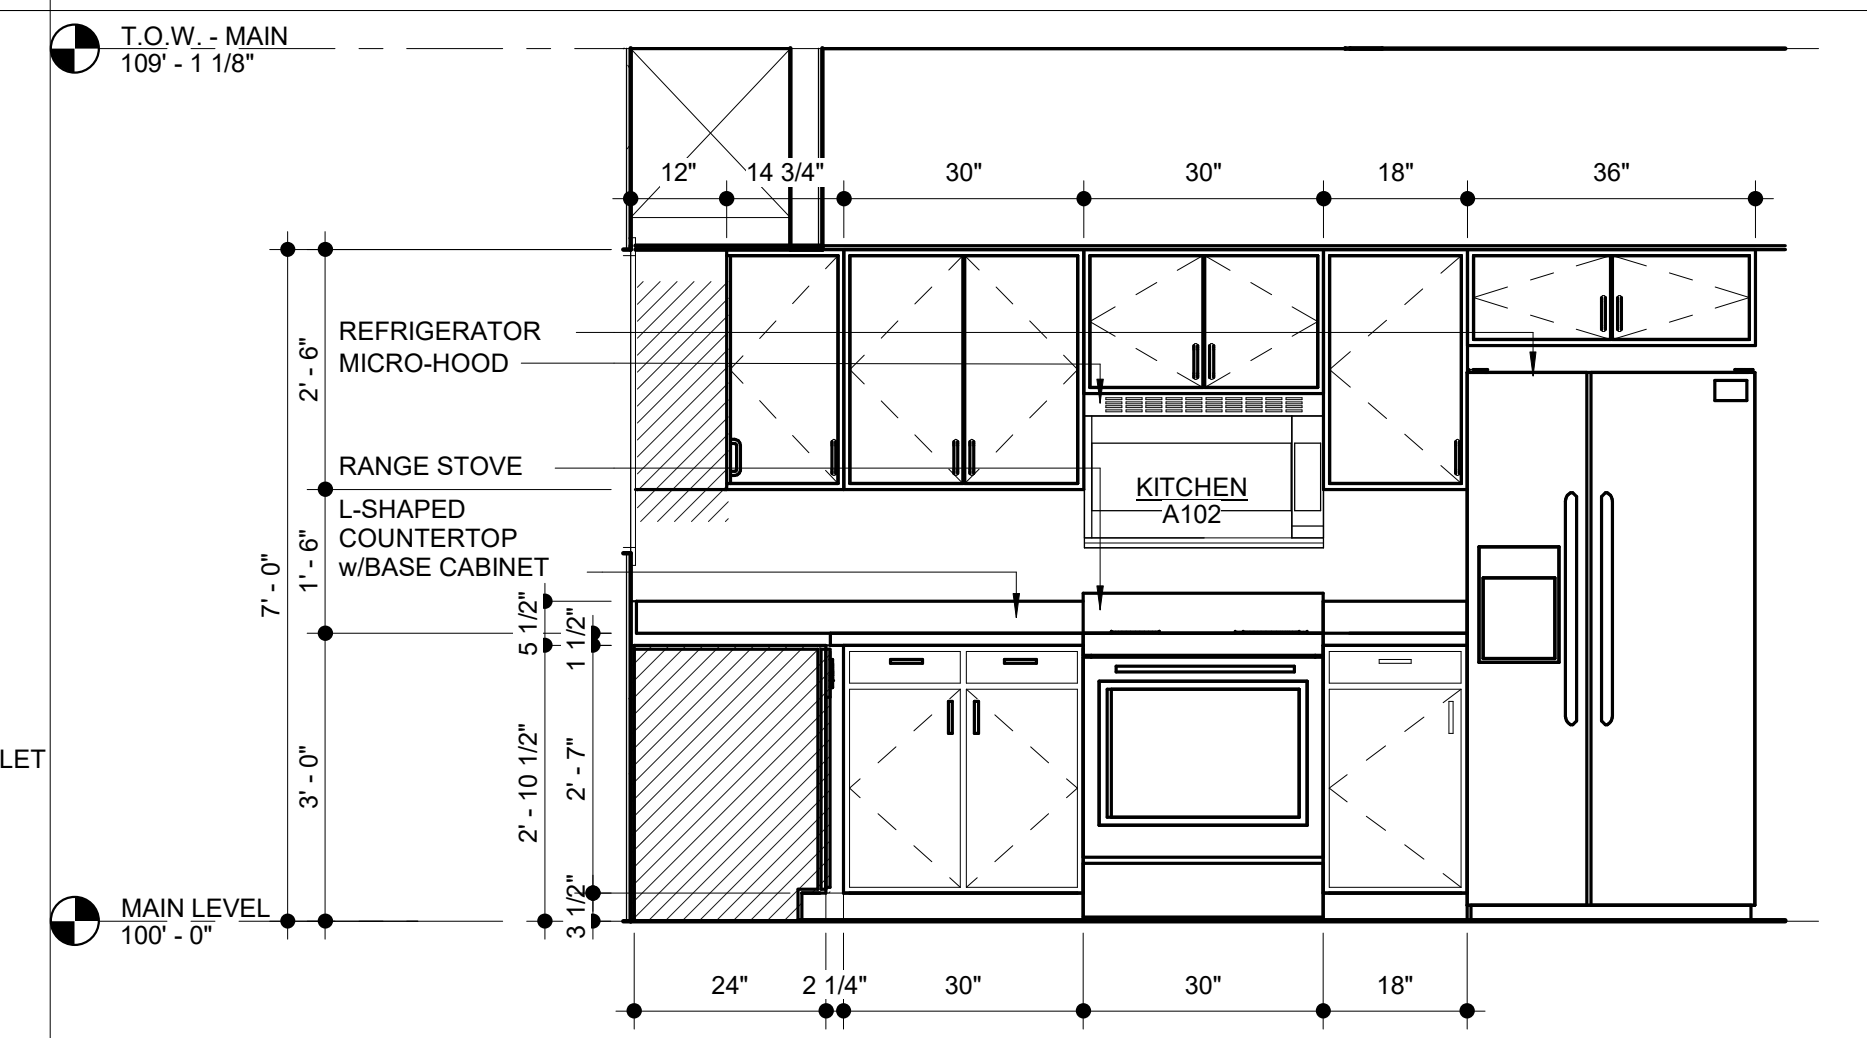 T.O.W. - MAIN
109' - 1 1/8"
12"
14 3/4"
30"
30"
18"
36"
REFRIGERATOR
MICRO-HOOD
2' - 6"
RANGE STOVE
KITCHEN
A102
L-SHAPED
COUNTERTOP
w/BASE CABINET
1' - 6"
7' - 0"
5 1/2"
1 1/2"
LET
3' - 0"
2' - 10 1/2"
2' - 7"
3 1/2"
MAIN LEVEL
100' - 0"
24"
2 1/4"
30"
30"
18"